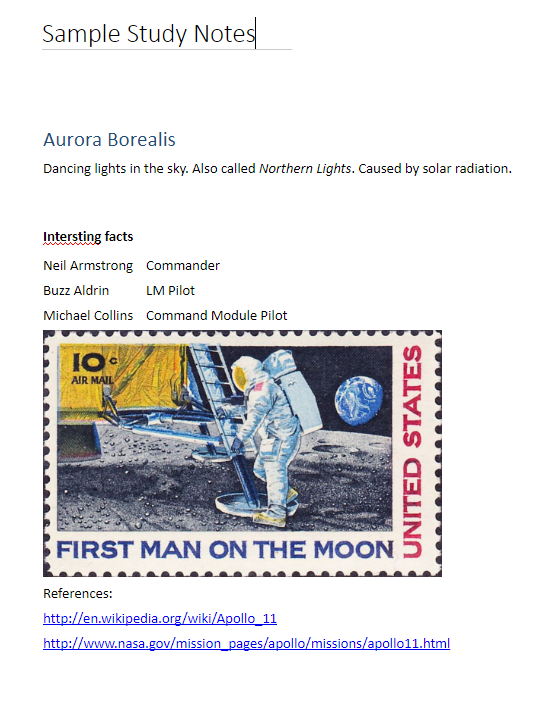 Sample Study Notes
Aurora Borealis
Dancing lights in the sky. Also called Northern Lights. Caused by solar radiation.
Intersting facts
Neil Armstrong Commander
Buzz Aldrin LM Pilot
Michael Collins Command Module Pilot
10c
AIR MAIL
UNITED STATES
FIRST MAN ON THE MOON
References:
http://en.wikipedia.org/wiki/Apollo_11
http://www.nasa.gov/mission_pages/apollo/missions/apollo11.html